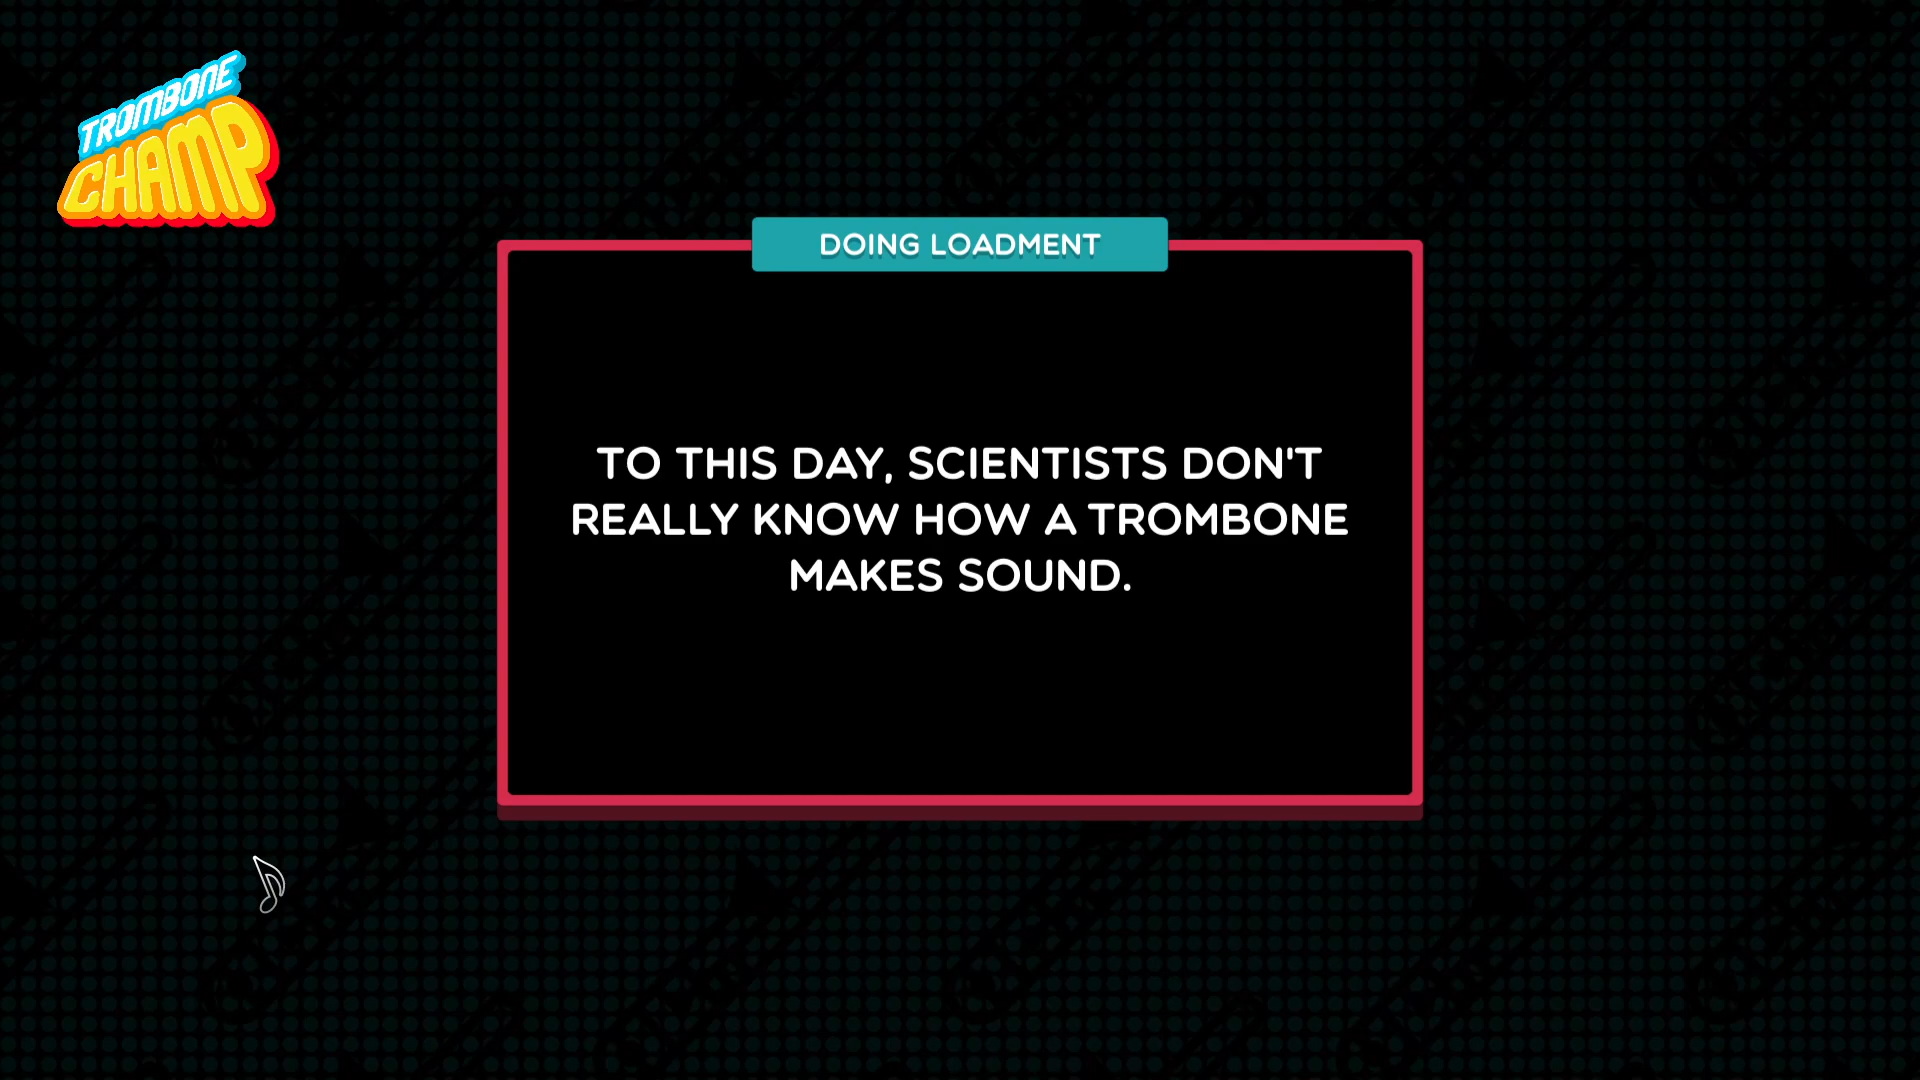 TROMBONE
CHAMP
DOING LOADMENT
TO THIS DAY, SCIENTISTS DON'T
REALLY KNOW HOW A TROMBONE
MAKES SOUND.